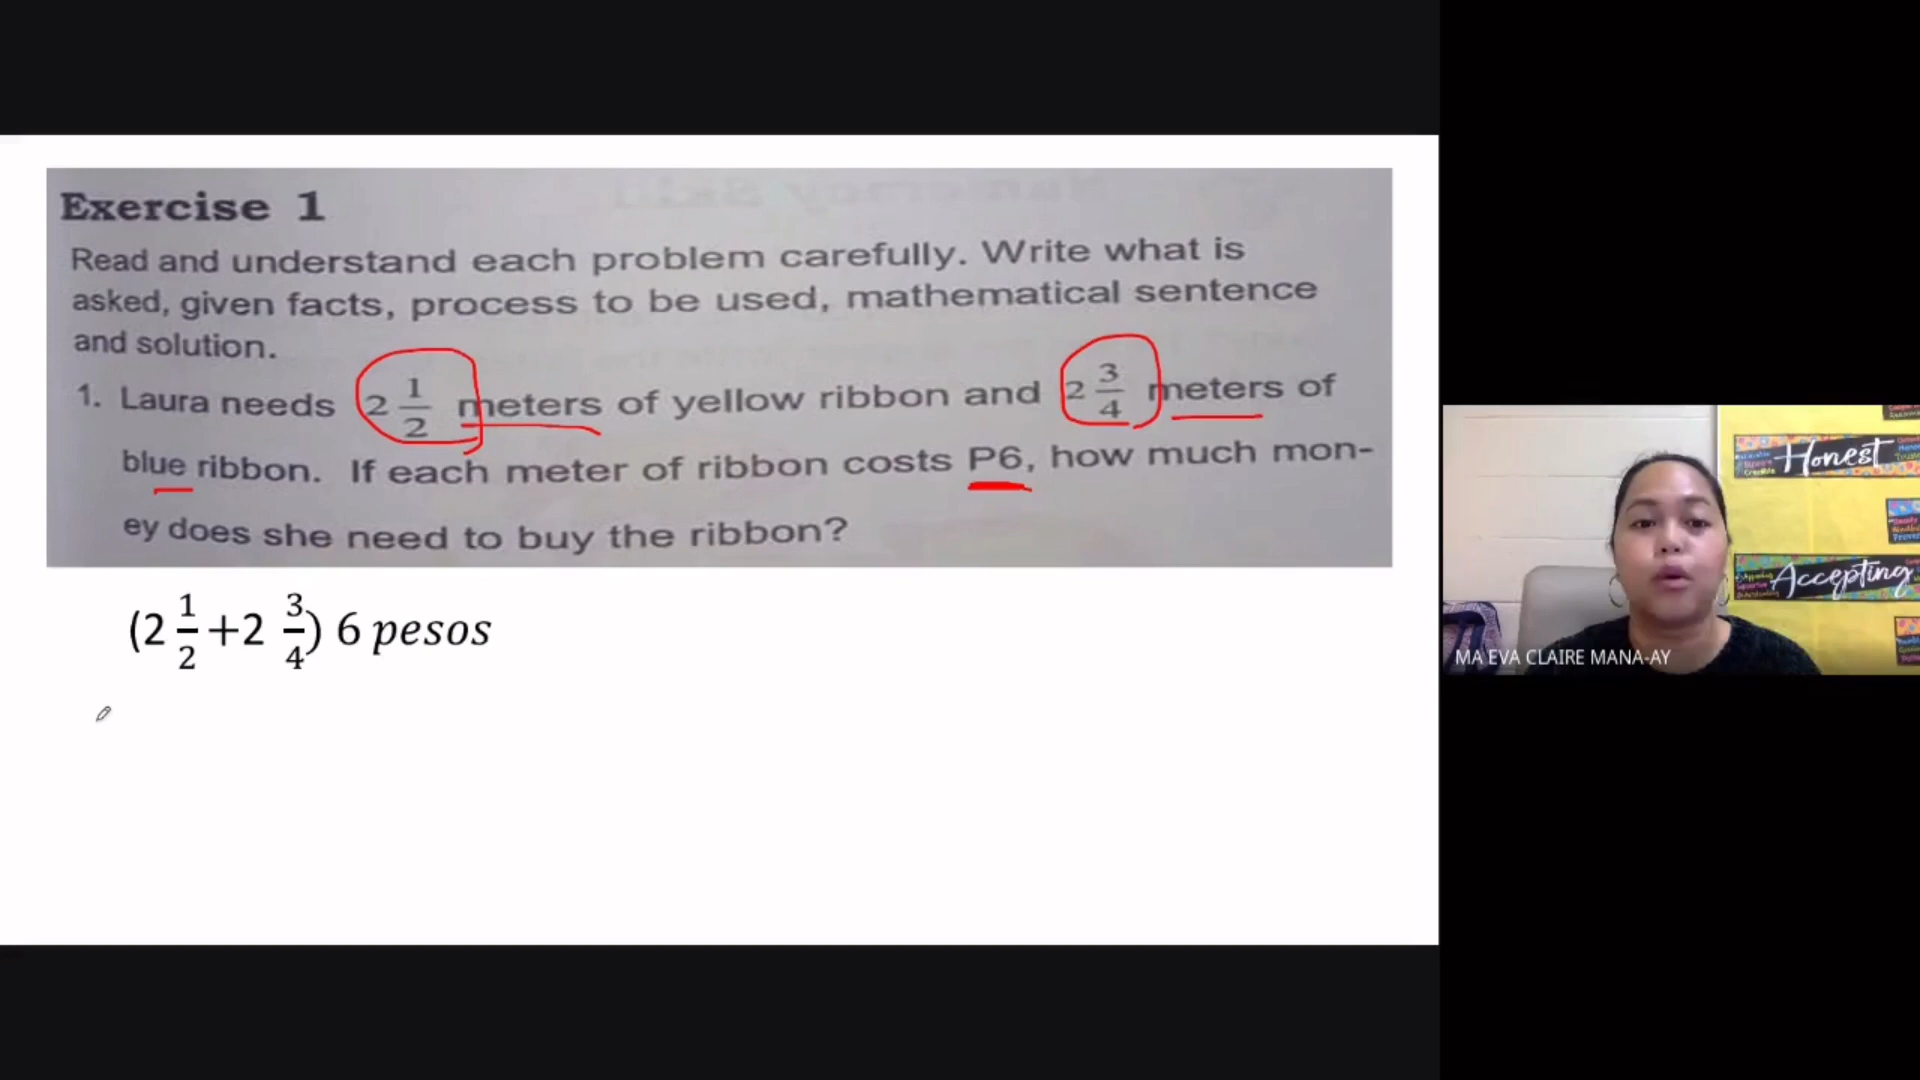 Exercise 1
Read and understand each problem carefully. Write what is
asked, given facts, process to be used, mathematical sentence
and solution.
1. Laura needs 2 1/2 meters of yellow ribbon and 2 3/4 meters of
blue ribbon. If each meter of ribbon costs P6, how much mon-
ey does she need to buy the ribbon?
(2 1/2 + 2 3/4) 6 pesos
Honest
Accepting
MA EVA CLAIRE MANA-AY